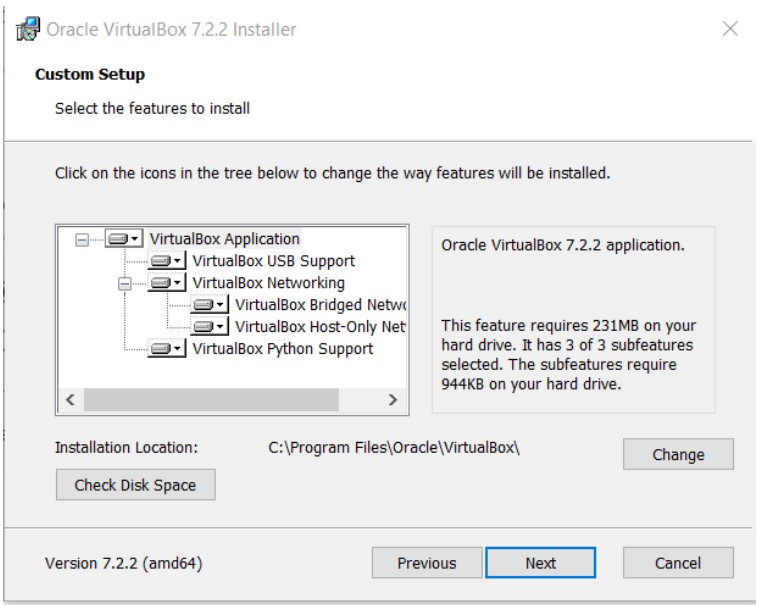 Oracle VirtualBox 7.2.2 Installer
Custom Setup
Select the features to install
Click on the icons in the tree below to change the way features will be installed.
VirtualBox Application
VirtualBox USB Support
VirtualBox Networking
VirtualBox Bridged Netwo
VirtualBox Host-Only Net
VirtualBox Python Support
Oracle VirtualBox 7.2.2 application.
This feature requires 231MB on your
hard drive. It has 3 of 3 subfeatures
selected. The subfeatures require
944KB on your hard drive.
Installation Location: C:\Program Files\Oracle\VirtualBox\
Change
Check Disk Space
Version 7.2.2 (amd64)
Previous
Next
Cancel